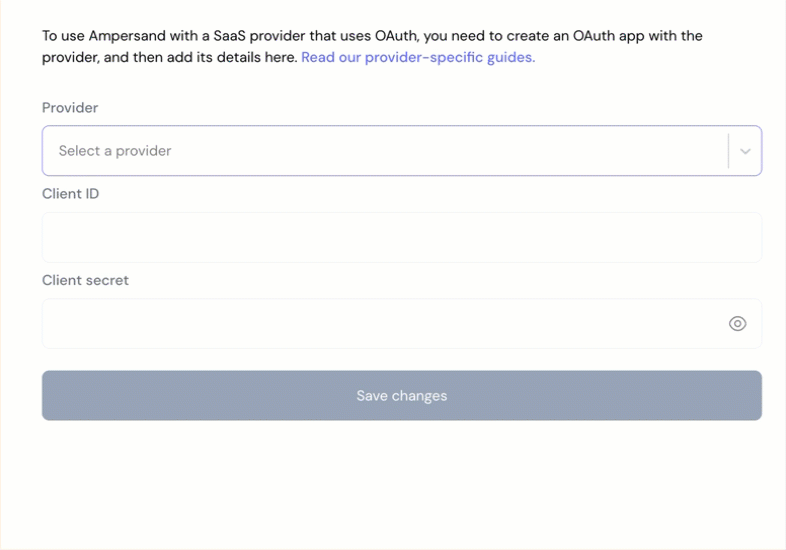 To use Ampersand with a SaaS provider that uses OAuth, you need to create an OAuth app with the
provider, and then add its details here. Read our provider-specific guides.
Provider
Select a provider
Client ID
Client secret
Save changes